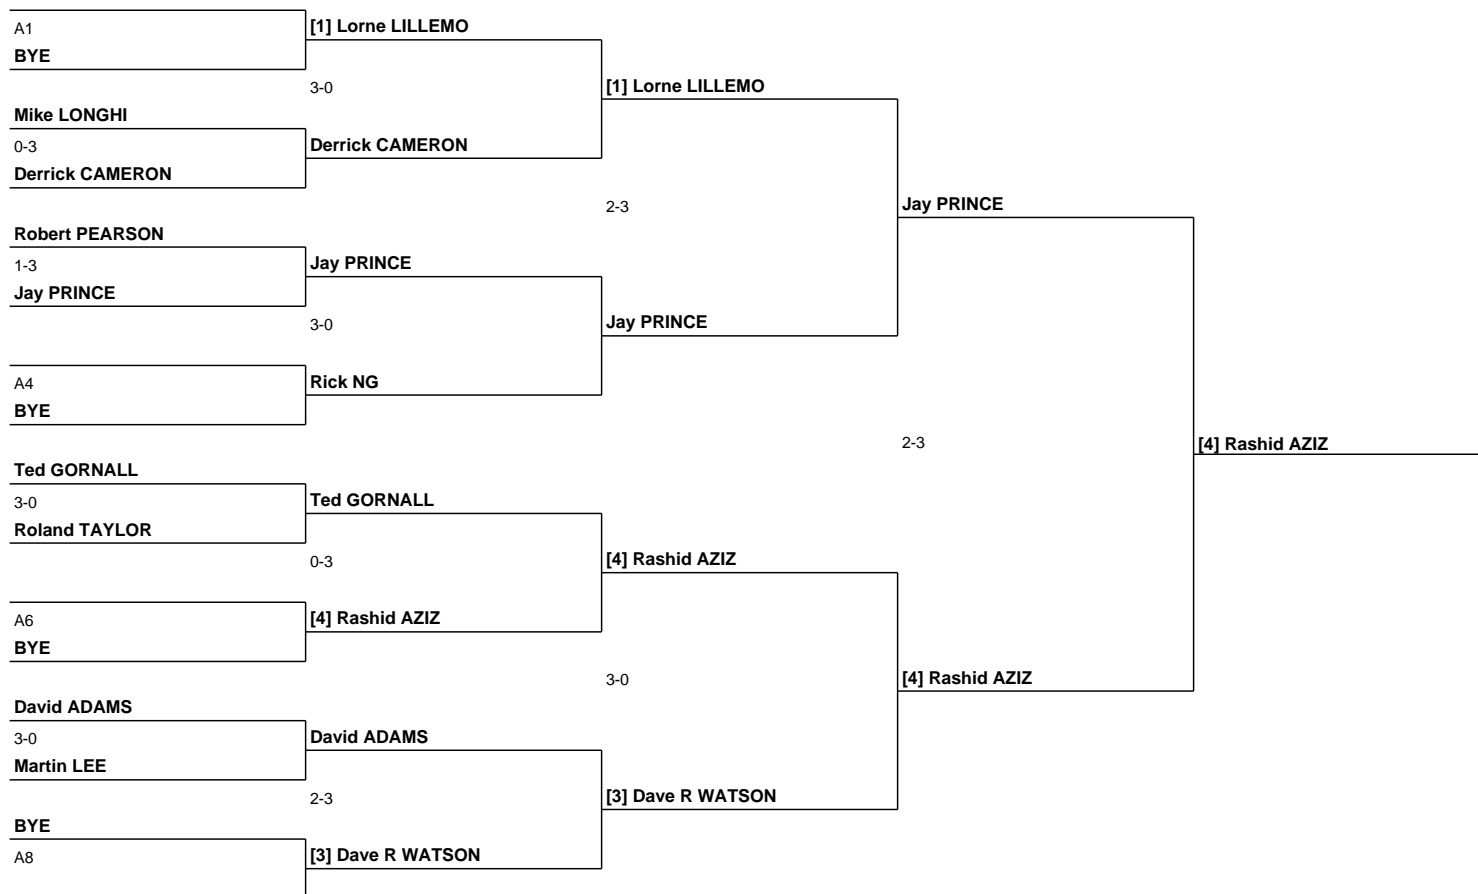 A1
BYE
[1] Lorne LILLEMO
3-0
[1] Lorne LILLEMO
Mike LONGHI
0-3
Derrick CAMERON
Derrick CAMERON
2-3
Jay PRINCE
Robert PEARSON
1-3
Jay PRINCE
Jay PRINCE
3-0
Jay PRINCE
A4
BYE
Rick NG
2-3
[4] Rashid AZIZ
Ted GORNALL
3-0
Roland TAYLOR
Ted GORNALL
0-3
[4] Rashid AZIZ
A6
BYE
[4] Rashid AZIZ
3-0
[4] Rashid AZIZ
David ADAMS
3-0
Martin LEE
David ADAMS
2-3
[3] Dave R WATSON
BYE
A8
[3] Dave R WATSON